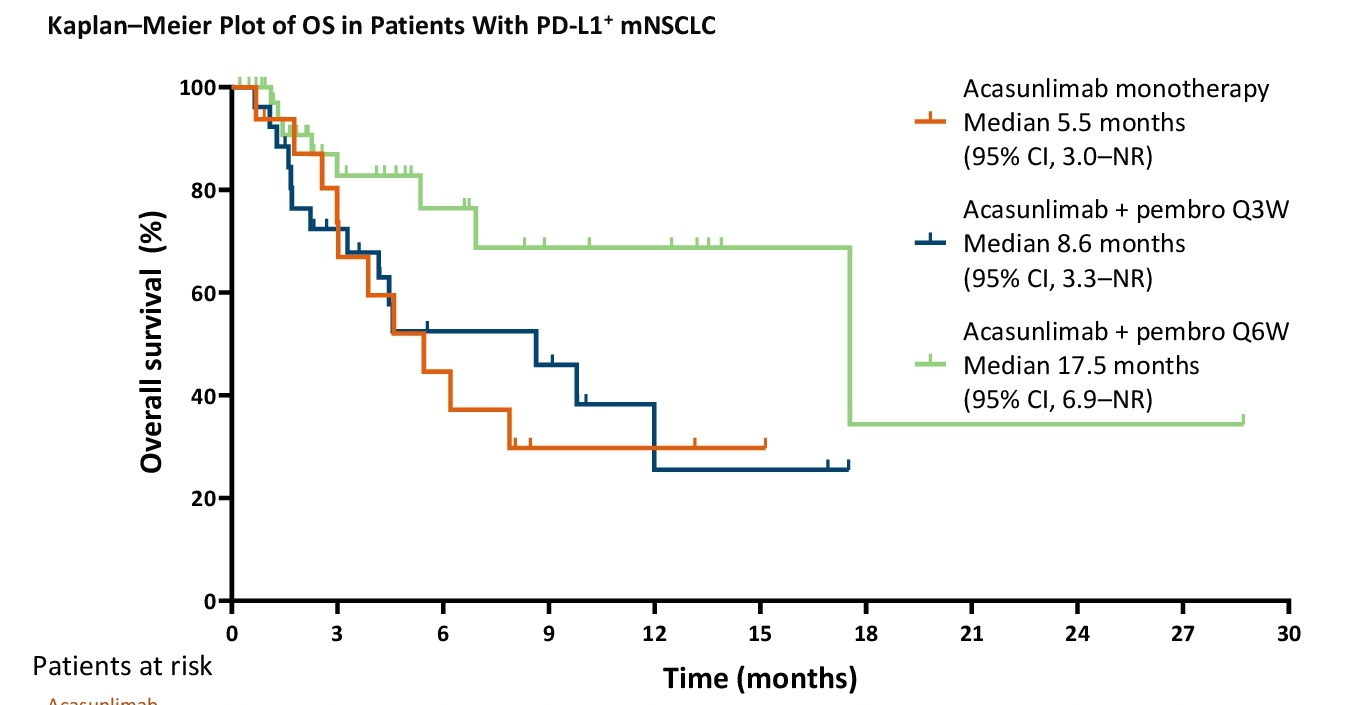 Kaplan–Meier Plot of OS in Patients With PD-L1⁺ mNSCLC
Acasunlimab monotherapy
Median 5.5 months
(95% CI, 3.0–NR)
Acasunlimab + pembro Q3W
Median 8.6 months
(95% CI, 3.3–NR)
Acasunlimab + pembro Q6W
Median 17.5 months
(95% CI, 6.9–NR)
Overall survival (%)
100
80
60
40
20
0
0 3 6 9 12 15 18 21 24 27 30
Time (months)
Patients at risk
Acasunlimab